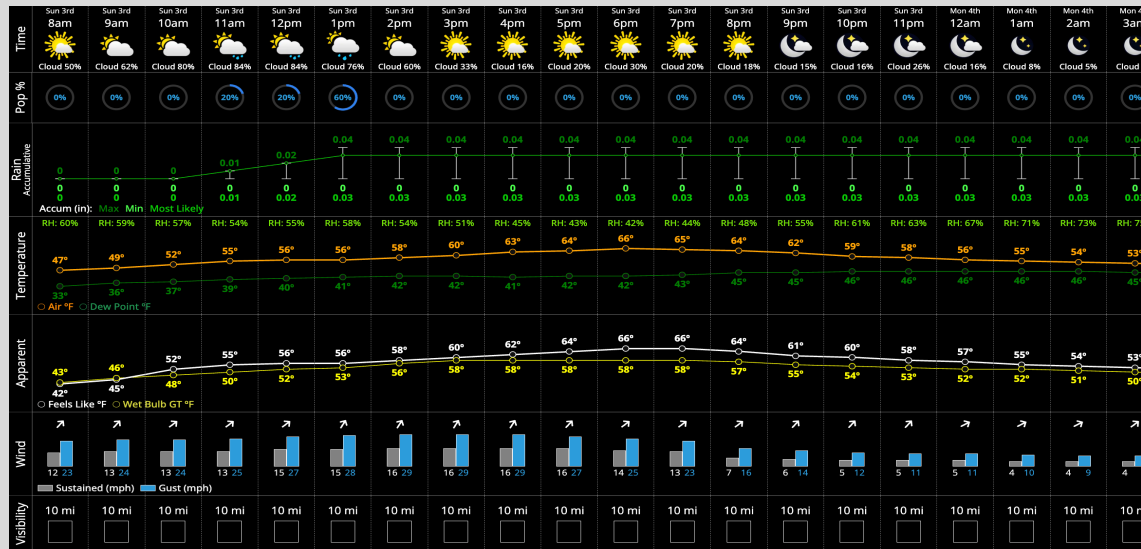 Time
Sun 3rd Sun 3rd Sun 3rd Sun 3rd Sun 3rd Sun 3rd Sun 3rd Sun 3rd Sun 3rd Sun 3rd Sun 3rd Sun 3rd Sun 3rd Sun 3rd Sun 3rd Sun 3rd Mon 4th Mon 4th Mon 4th Mon 4
8am 9am 10am 11am 12pm 1pm 2pm 3pm 4pm 5pm 6pm 7pm 8pm 9pm 10pm 11pm 12am 1am 2am 3a
Cloud 50% Cloud 62% Cloud 80% Cloud 84% Cloud 84% Cloud 76% Cloud 60% Cloud 33% Cloud 16% Cloud 20% Cloud 30% Cloud 20% Cloud 18% Cloud 15% Cloud 16% Cloud 26% Cloud 16% Cloud 8% Cloud 5% Cloud
Pop %
0% 0% 0% 20% 20% 60% 0% 0% 0% 0% 0% 0% 0% 0% 0% 0% 0% 0% 0% 0%
Rain
Accumulative
0 0 0 0.01 0.02 0.04 0.04 0.04 0.04 0.04 0.04 0.04 0.04 0.04 0.04 0.04 0.04 0.04 0.04 0.04
0 0 0 0 0 0 0 0 0 0 0 0 0 0 0 0 0 0 0 0
0 0 0 0.01 0.02 0.03 0.03 0.03 0.03 0.03 0.03 0.03 0.03 0.03 0.03 0.03 0.03 0.03 0.03 0.03
Accum (in): Max Min Most Likely
Temperature
RH: 60% RH: 59% RH: 57% RH: 54% RH: 55% RH: 58% RH: 54% RH: 51% RH: 45% RH: 43% RH: 42% RH: 44% RH: 48% RH: 55% RH: 61% RH: 63% RH: 67% RH: 71% RH: 73% RH: 7
47° 49° 52° 55° 56° 56° 58° 60° 63° 64° 66° 65° 64° 62° 59° 58° 56° 55° 54° 53°
33° 36° 37° 39° 40° 41° 42° 42° 41° 42° 42° 43° 45° 45° 46° 46° 46° 46° 46° 45°
Air °F Dew Point °F
Apparent
43° 46° 52° 55° 56° 56° 58° 60° 62° 64° 66° 66° 64° 61° 60° 58° 57° 55° 54° 53°
42° 45° 48° 50° 52° 53° 56° 58° 58° 58° 58° 58° 57° 55° 54° 53° 52° 52° 51° 50°
Feels Like °F Wet Bulb GT °F
Wind
12 23 13 24 13 24 13 25 15 27 15 28 16 29 16 29 16 29 16 27 14 25 13 23 7 16 6 14 5 12 5 11 5 11 4 10 4 9 4
Sustained (mph) Gust (mph)
Visibility
10 mi 10 mi 10 mi 10 mi 10 mi 10 mi 10 mi 10 mi 10 mi 10 mi 10 mi 10 mi 10 mi 10 mi 10 mi 10 mi 10 mi 10 mi 10 mi 10 m